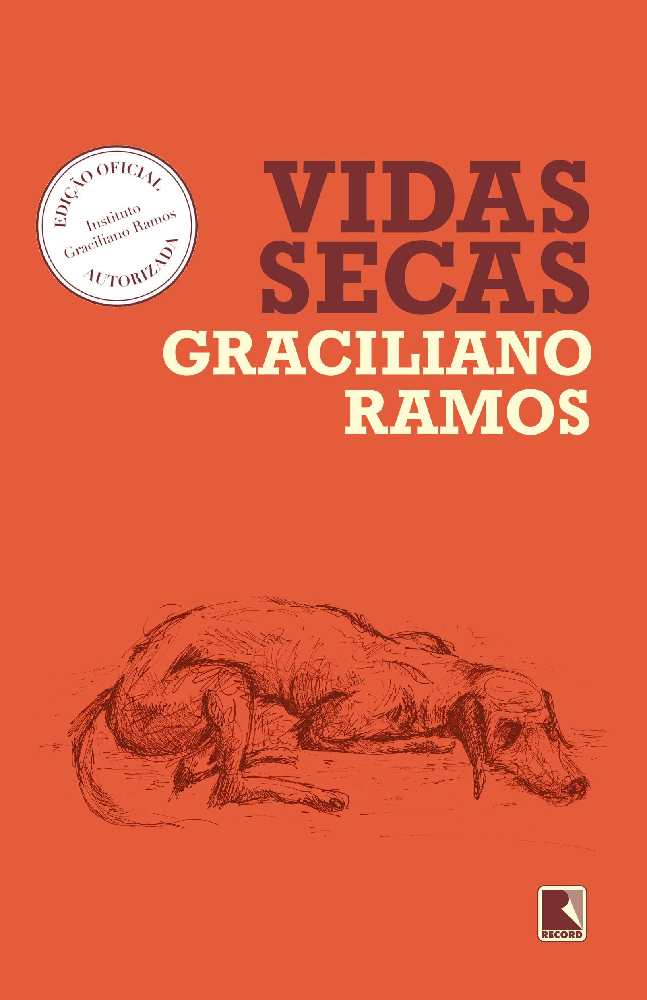 EDIÇÃO OFICIAL
Instituto
Graciliano Ramos
AUTORIZADA
VIDAS
SECAS
GRACILIANO
RAMOS
RECORD